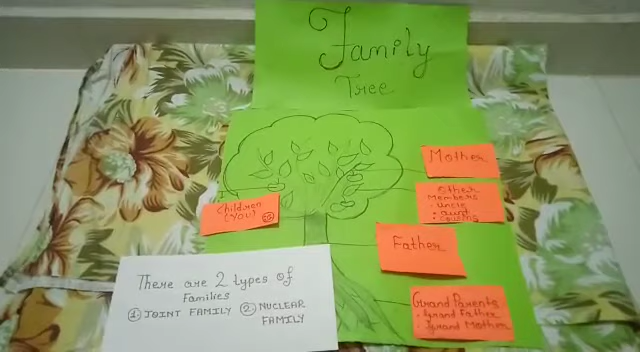 Family
Tree
Mother
Other
Members
• Uncle
• aunt
• cousins
Children
(You)
Father
There are 2 types of
Families
① JOINT FAMILY ② NUCLEAR
FAMILY
Grand Parents
• Grand Father
• Grand Mother